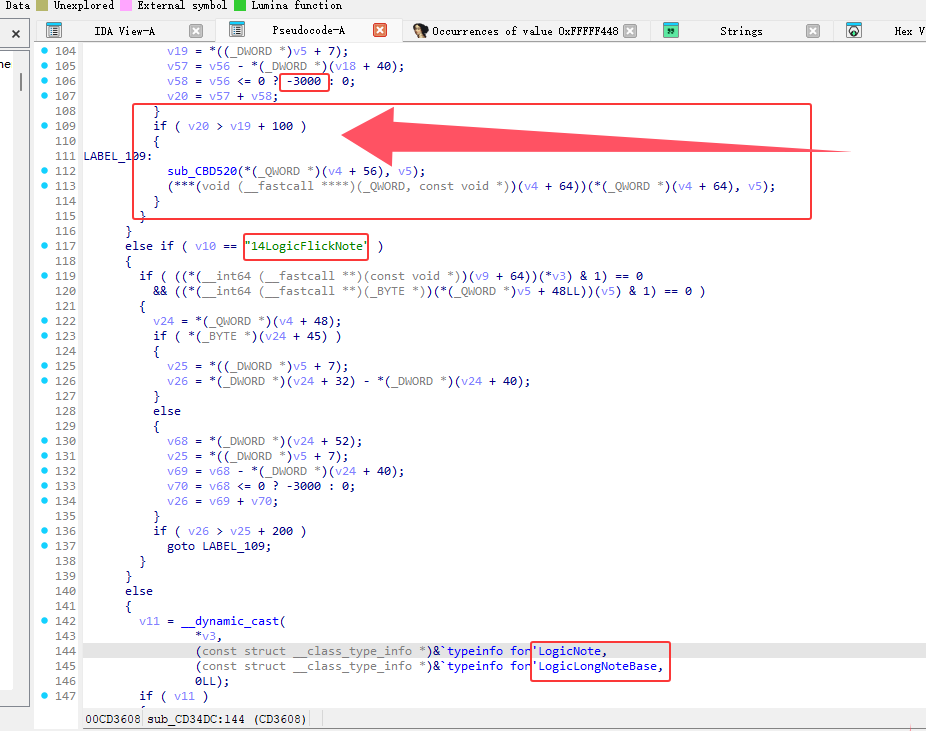 Data Unexplored External symbol Lumina function
IDA View-A Pseudocode-A Occurrences of value 0xFFFFF448 Strings Hex V
ne
104 v19 = *((_DWORD *)v5 + 7);
105 v57 = v56 - *(_DWORD *)(v18 + 40);
106 v58 = v56 <= 0 ? -3000 : 0;
107 v20 = v57 + v58;
108 }
109 if ( v20 > v19 + 100 )
110 {
111 LABEL_109:
112 sub_CBD520(*(_QWORD *)(v4 + 56), v5);
113 (***(void (__fastcall ****)(_QWORD, const void *))(v4 + 64))(*(_QWORD *)(v4 + 64), v5);
114 }
115 }
116 }
117 else if ( v10 == "14LogicFlickNote" )
118 {
119 if ( ((*(__int64 (__fastcall **)(const void *))(v9 + 64))(*v3) & 1) == 0
120 && ((*(__int64 (__fastcall **)(_BYTE *))(*(_QWORD *)v5 + 48LL))(v5) & 1) == 0 )
121 {
122 v24 = *(_QWORD *)(v4 + 48);
123 if ( *(_BYTE *)(v24 + 45) )
124 {
125 v25 = *((_DWORD *)v5 + 7);
126 v26 = *(_DWORD *)(v24 + 32) - *(_DWORD *)(v24 + 40);
127 }
128 else
129 {
130 v68 = *(_DWORD *)(v24 + 52);
131 v25 = *((_DWORD *)v5 + 7);
132 v69 = v68 - *(_DWORD *)(v24 + 40);
133 v70 = v68 <= 0 ? -3000 : 0;
134 v26 = v69 + v70;
135 }
136 if ( v26 > v25 + 200 )
137 goto LABEL_109;
138 }
139 }
140 else
141 {
142 v11 = __dynamic_cast(
143 *v3,
144 (const struct __class_type_info *)&`typeinfo for'LogicNote,
145 (const struct __class_type_info *)&`typeinfo for'LogicLongNoteBase,
146 0LL);
147 if ( v11 )
00CD3608 sub_CD34DC:144 (CD3608)